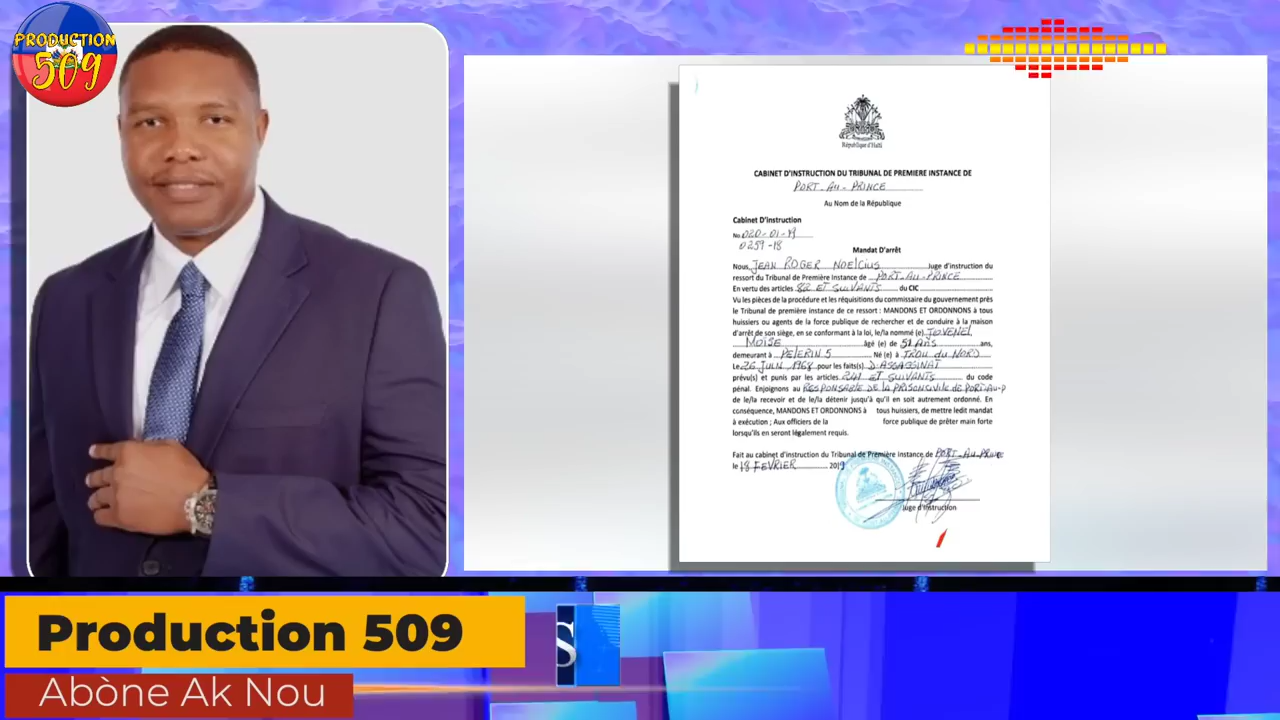 PRODUCTION
509
République d'Haïti
CABINET D'INSTRUCTION DU TRIBUNAL DE PREMIERE INSTANCE DE
PORT-AU-PRINCE
Au Nom de la République
Cabinet D'instruction
No. 020-01-19
0259-18
Mandat D'arrêt
Nous, JEAN ROGER NOELCIUS Juge d'instruction du
ressort du Tribunal de Première Instance de PORT-AU-PRINCE
En vertu des articles 82 ET SUIVANTS du CIC
Vu les pièces de la procédure et les réquisitions du commissaire du gouvernement près
le Tribunal de première instance de ce ressort : MANDONS ET ORDONNONS à tous
huissiers ou agents de la force publique de rechercher et de conduire à la maison
d'arrêt de son siège, en se conformant à la loi, le/la nommé (e) JOVENEL
MOISE âgé (e) de 51 ANS ans,
demeurant à PELERIN 5 Né (e) à TROU DU NORD
Le 26 JUIN 1968 pour les faits(s) D'ASSASSINAT
prévu(s) et punis par les articles 241 ET SUIVANTS du code
pénal. Enjoignons au RESPONSABLE DE LA PRISON CIVILE DE PORT-AU-P
de le/la recevoir et de le/la détenir jusqu'à qu'il en soit autrement ordonné. En
conséquence, MANDONS ET ORDONNONS à tous huissiers, de mettre ledit mandat
à exécution ; Aux officiers de la force publique de prêter main forte
lorsqu'ils en seront légalement requis.
Fait au cabinet d'instruction du Tribunal de Première instance de PORT-AU-PRINCE
le 18 FEVRIER 2019
Juge d'Instruction
Production 509
S
Abòne Ak Nou